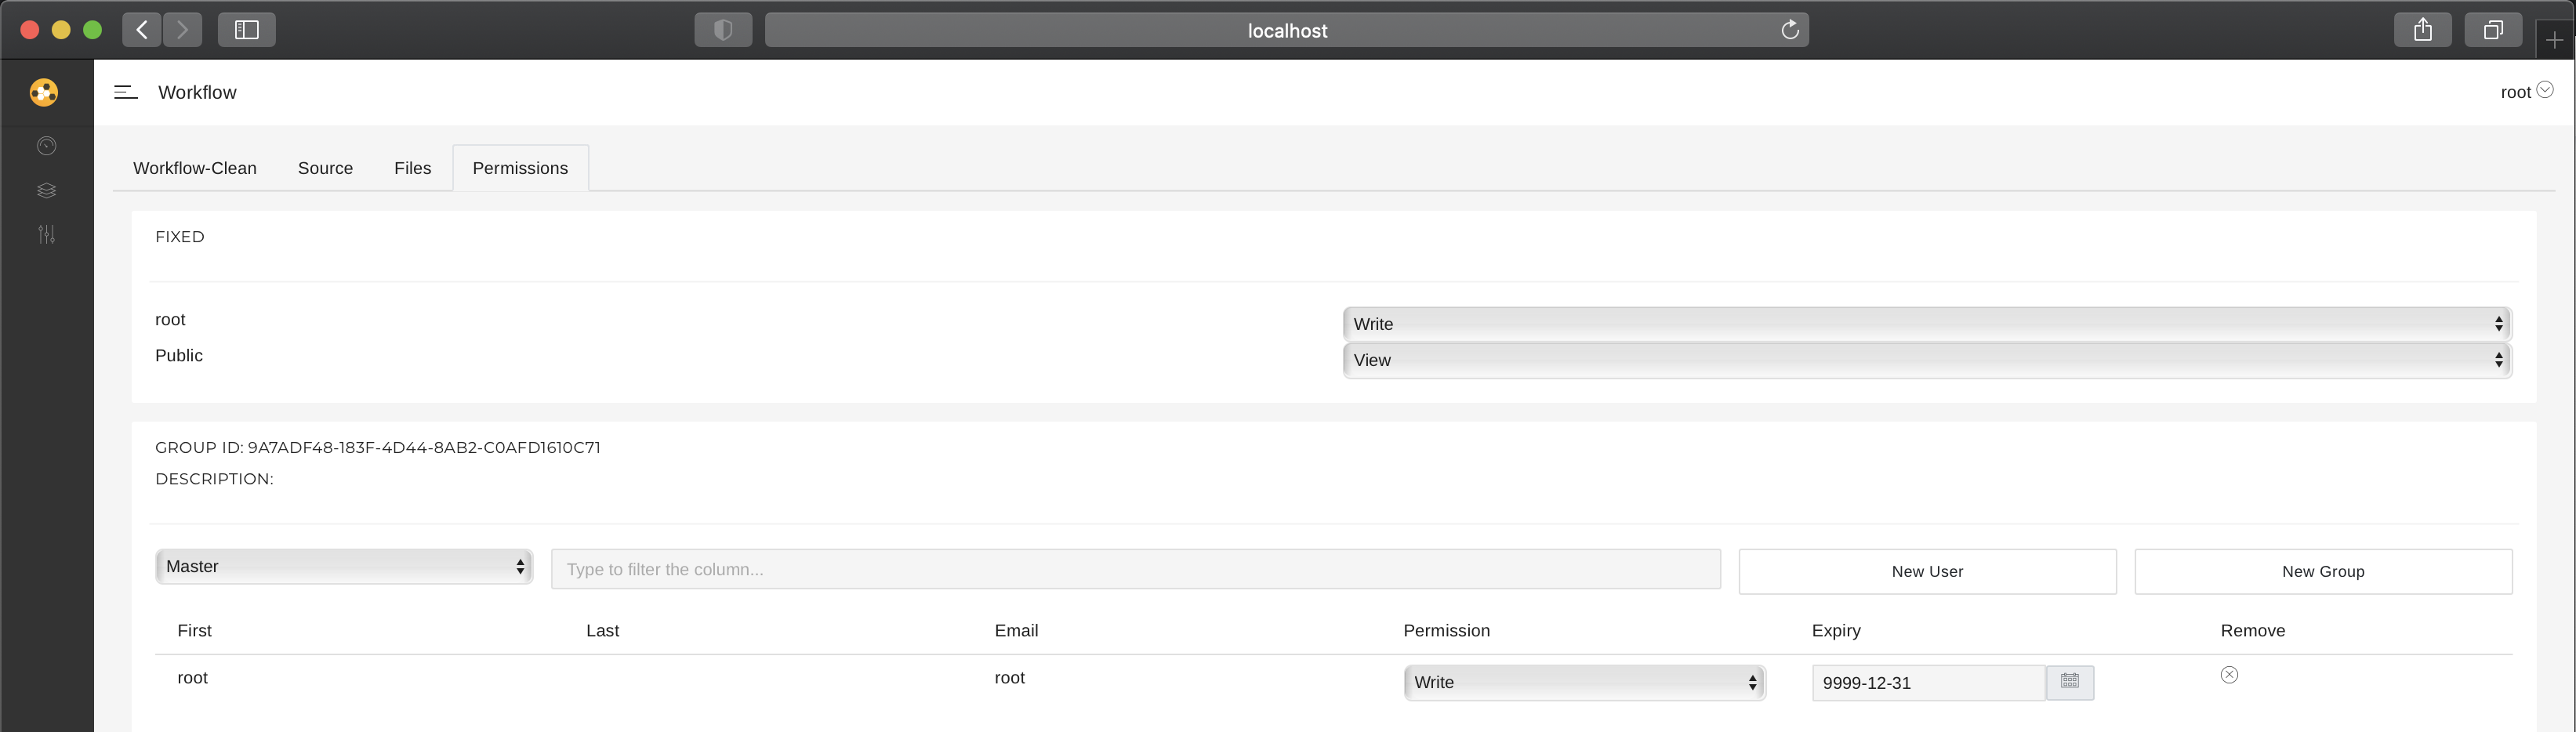 localhost
Workflow
root
Workflow-Clean Source Files Permissions
FIXED
root Write
Public View
GROUP ID: 9A7ADF48-183F-4D44-8AB2-C0AFD1610C71
DESCRIPTION:
Master Type to filter the column... New User New Group
First Last Email Permission Expiry Remove
root root Write 9999-12-31